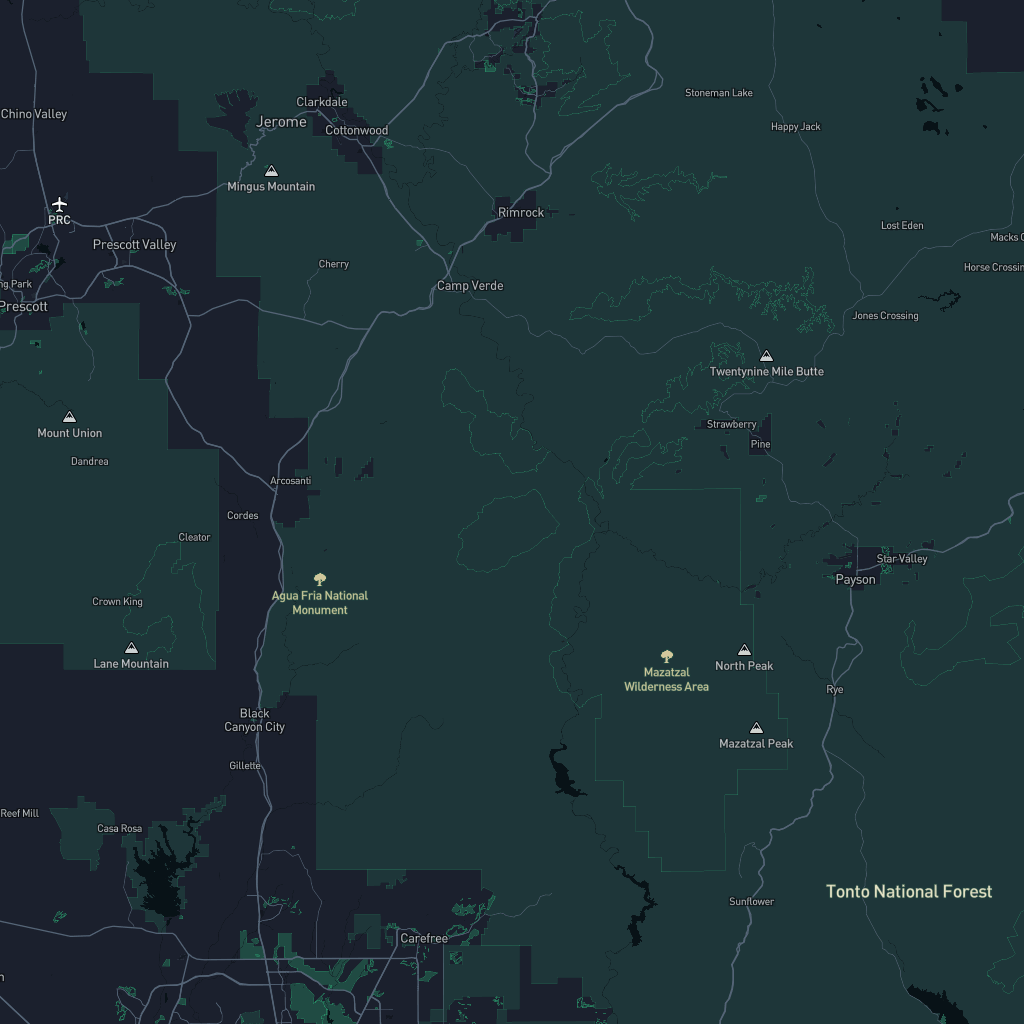 Stoneman Lake
Clarkdale
Chino Valley
Jerome
Cottonwood
Happy Jack
Mingus Mountain
PRC
Rimrock
Lost Eden
Prescott Valley
Macks C
Cherry
Horse Crossing
ng Park
Camp Verde
Prescott
Jones Crossing
Twentynine Mile Butte
Strawberry
Mount Union
Pine
Dandrea
Arcosanti
Cordes
Cleator
Star Valley
Payson
Agua Fria National
Monument
Crown King
Lane Mountain
North Peak
Mazatzal
Wilderness Area
Rye
Black
Canyon City
Mazatzal Peak
Gillette
Reef Mill
Casa Rosa
Tonto National Forest
Sunflower
Carefree